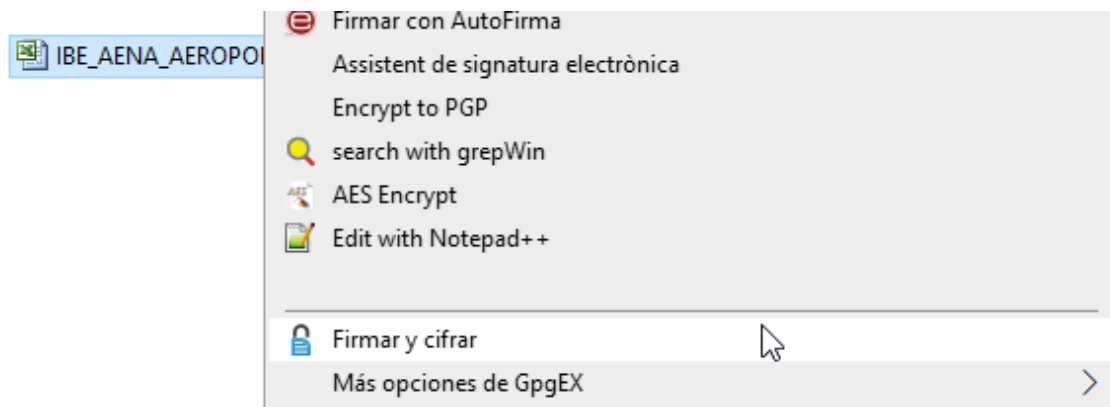 Firmar con AutoFirma
IBE_AENA_AEROPO
Assistent de signatura electrònica
Encrypt to PGP
search with grepWin
AES Encrypt
Edit with Notepad++
Firmar y cifrar
Más opciones de GpgEX